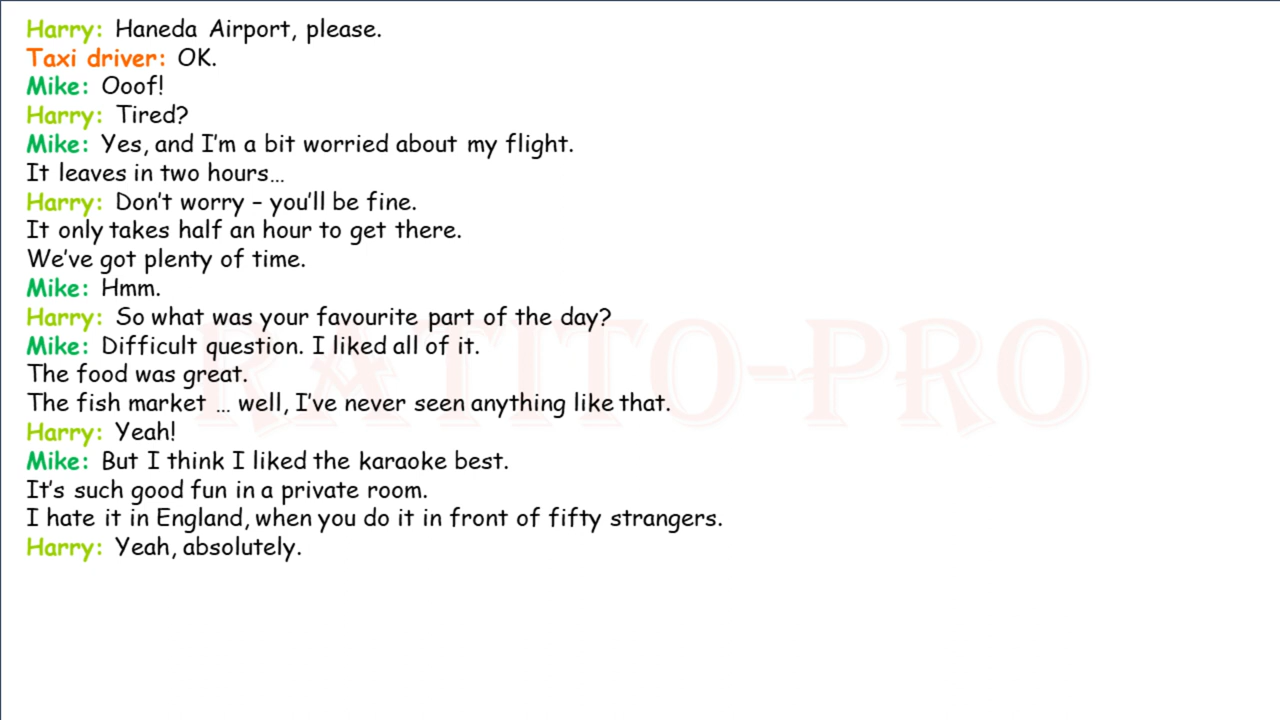 Harry: Haneda Airport, please.
Taxi driver: OK.
Mike: Ooof!
Harry: Tired?
Mike: Yes, and I'm a bit worried about my flight.
It leaves in two hours…
Harry: Don't worry – you'll be fine.
It only takes half an hour to get there.
We've got plenty of time.
Mike: Hmm.
Harry: So what was your favourite part of the day?
Mike: Difficult question. I liked all of it.
The food was great.
The fish market … well, I've never seen anything like that.
Harry: Yeah!
Mike: But I think I liked the karaoke best.
It's such good fun in a private room.
I hate it in England, when you do it in front of fifty strangers.
Harry: Yeah, absolutely.
RATITO-PRO